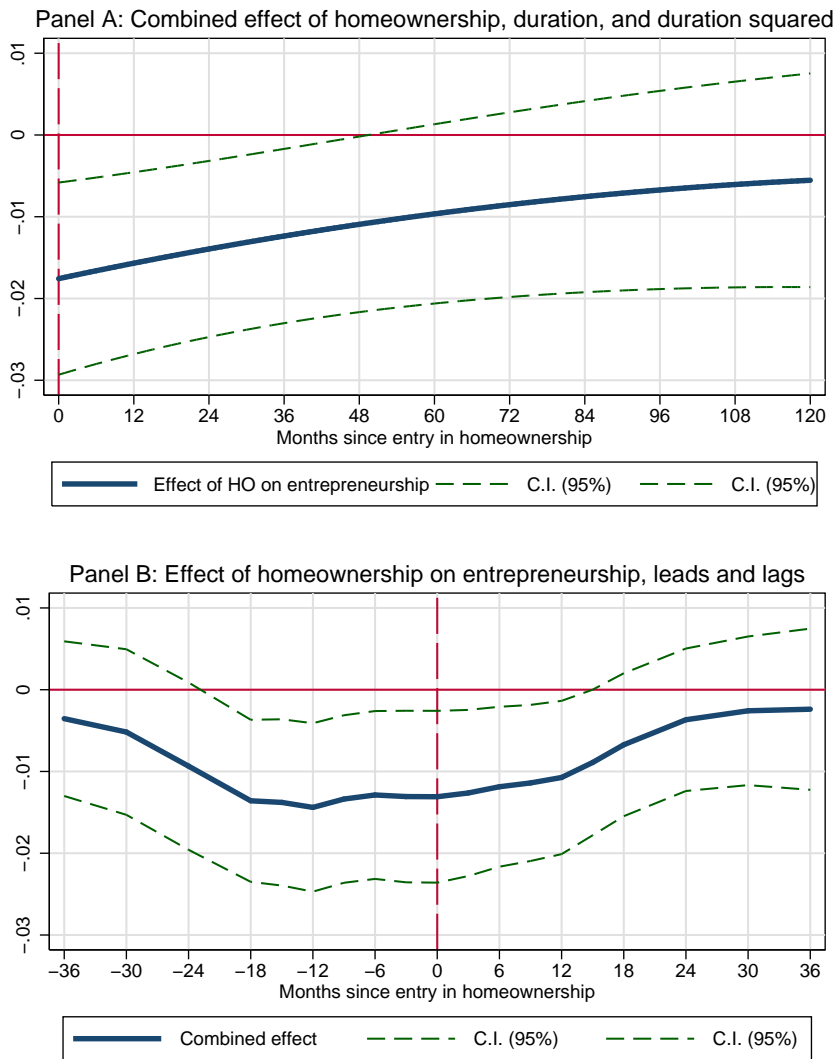 Panel A: Combined effect of homeownership, duration, and duration squared
.01
0
-.01
-.02
-.03
0 12 24 36 48 60 72 84 96 108 120
Months since entry in homeownership
Effect of HO on entrepreneurship C.I. (95%) C.I. (95%)
Panel B: Effect of homeownership on entrepreneurship, leads and lags
.01
0
-.01
-.02
-.03
−36 −30 −24 −18 −12 −6 0 6 12 18 24 30 36
Months since entry in homeownership
Combined effect C.I. (95%) C.I. (95%)